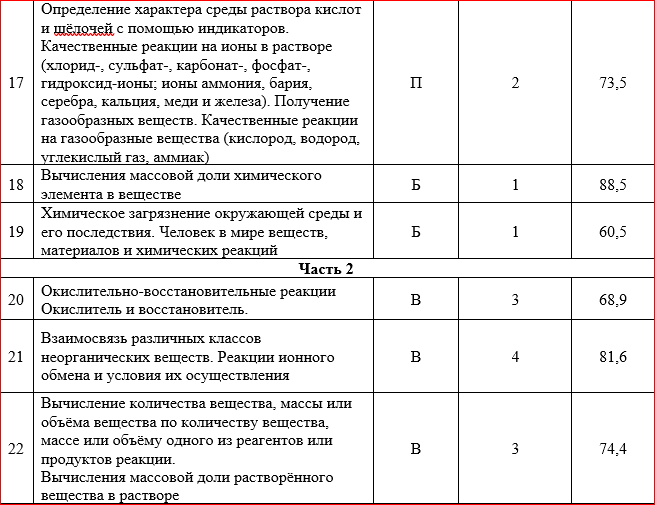 Определение характера среды раствора кислот
и щёлочей с помощью индикаторов.
Качественные реакции на ионы в растворе
(хлорид-, сульфат-, карбонат-, фосфат-,
17 гидроксид-ионы; ионы аммония, бария, П 2 73,5
серебра, кальция, меди и железа). Получение
газообразных веществ. Качественные реакции
на газообразные вещества (кислород, водород,
углекислый газ, аммиак)
18 Вычисления массовой доли химического Б 1 88,5
элемента в веществе
Химическое загрязнение окружающей среды и
19 его последствия. Человек в мире веществ, Б 1 60,5
материалов и химических реакций
Часть 2
20 Окислительно-восстановительные реакции В 3 68,9
Окислитель и восстановитель.
Взаимосвязь различных классов
21 неорганических веществ. Реакции ионного В 4 81,6
обмена и условия их осуществления
Вычисление количества вещества, массы или
объёма вещества по количеству вещества,
22 массе или объёму одного из реагентов или В 3 74,4
продуктов реакции.
Вычисления массовой доли растворённого
вещества в растворе